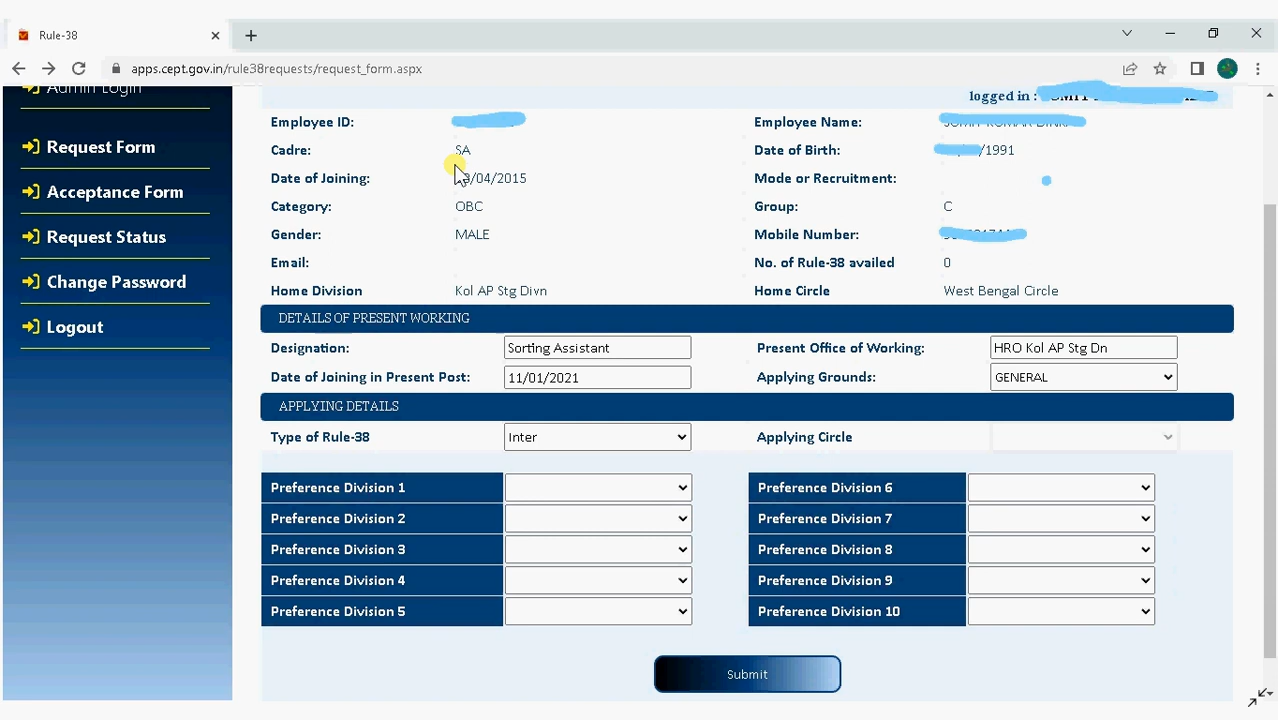 Rule-38
apps.cept.gov.in/rule38requests/request_form.aspx
Admin Login
Request Form
Acceptance Form
Request Status
Change Password
Logout
logged in :
Employee ID:
Employee Name:
Cadre: SA
Date of Birth: /1991
Date of Joining: 3/04/2015
Mode or Recruitment:
Category: OBC
Group: C
Gender: MALE
Mobile Number:
Email:
No. of Rule-38 availed 0
Home Division Kol AP Stg Divn
Home Circle West Bengal Circle
DETAILS OF PRESENT WORKING
Designation: Sorting Assistant
Present Office of Working: HRO Kol AP Stg Dn
Date of Joining in Present Post: 11/01/2021
Applying Grounds: GENERAL
APPLYING DETAILS
Type of Rule-38 Inter
Applying Circle
Preference Division 1
Preference Division 6
Preference Division 2
Preference Division 7
Preference Division 3
Preference Division 8
Preference Division 4
Preference Division 9
Preference Division 5
Preference Division 10
Submit